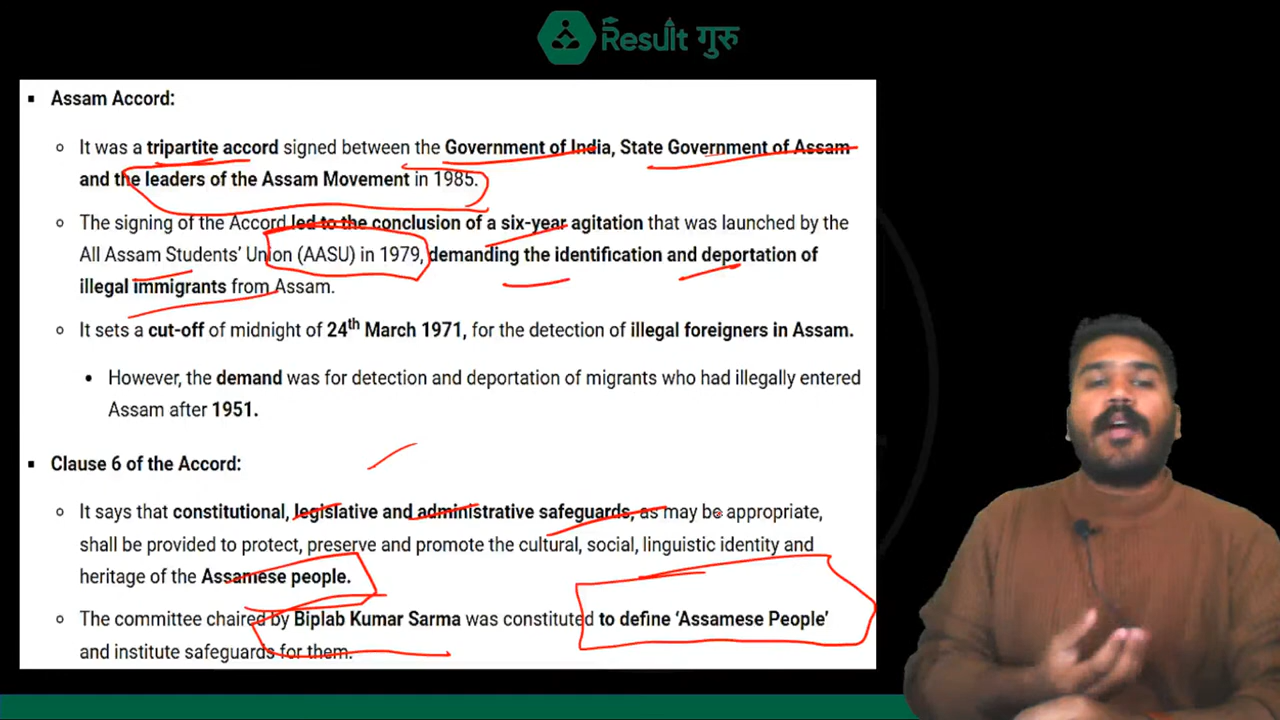 Result गुरु
▪ Assam Accord:
○ It was a tripartite accord signed between the Government of India, State Government of Assam
and the leaders of the Assam Movement in 1985.
○ The signing of the Accord led to the conclusion of a six-year agitation that was launched by the
All Assam Students' Union (AASU) in 1979, demanding the identification and deportation of
illegal immigrants from Assam.
○ It sets a cut-off of midnight of 24th March 1971, for the detection of illegal foreigners in Assam.
• However, the demand was for detection and deportation of migrants who had illegally entered
Assam after 1951.
▪ Clause 6 of the Accord:
○ It says that constitutional, legislative and administrative safeguards, as may be appropriate,
shall be provided to protect, preserve and promote the cultural, social, linguistic identity and
heritage of the Assamese people.
○ The committee chaired by Biplab Kumar Sarma was constituted to define 'Assamese People'
and institute safeguards for them.